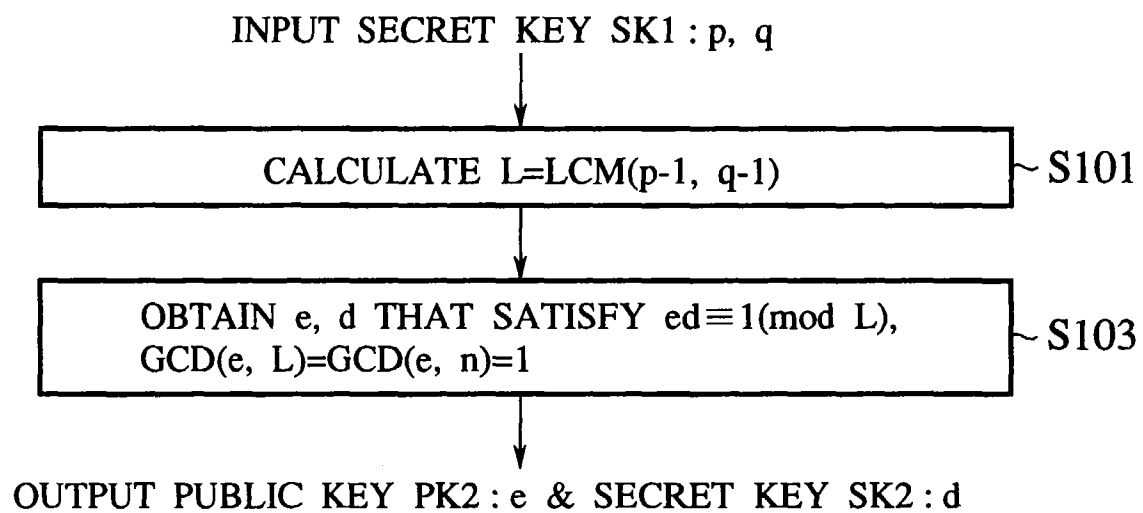 INPUT SECRET KEY SK1 : p, q
CALCULATE L=LCM(p-1, q-1)
~S101
OBTAIN e, d THAT SATISFY ed≡1(mod L),
GCD(e, L)=GCD(e, n)=1
~S103
OUTPUT PUBLIC KEY PK2 : e & SECRET KEY SK2 : d